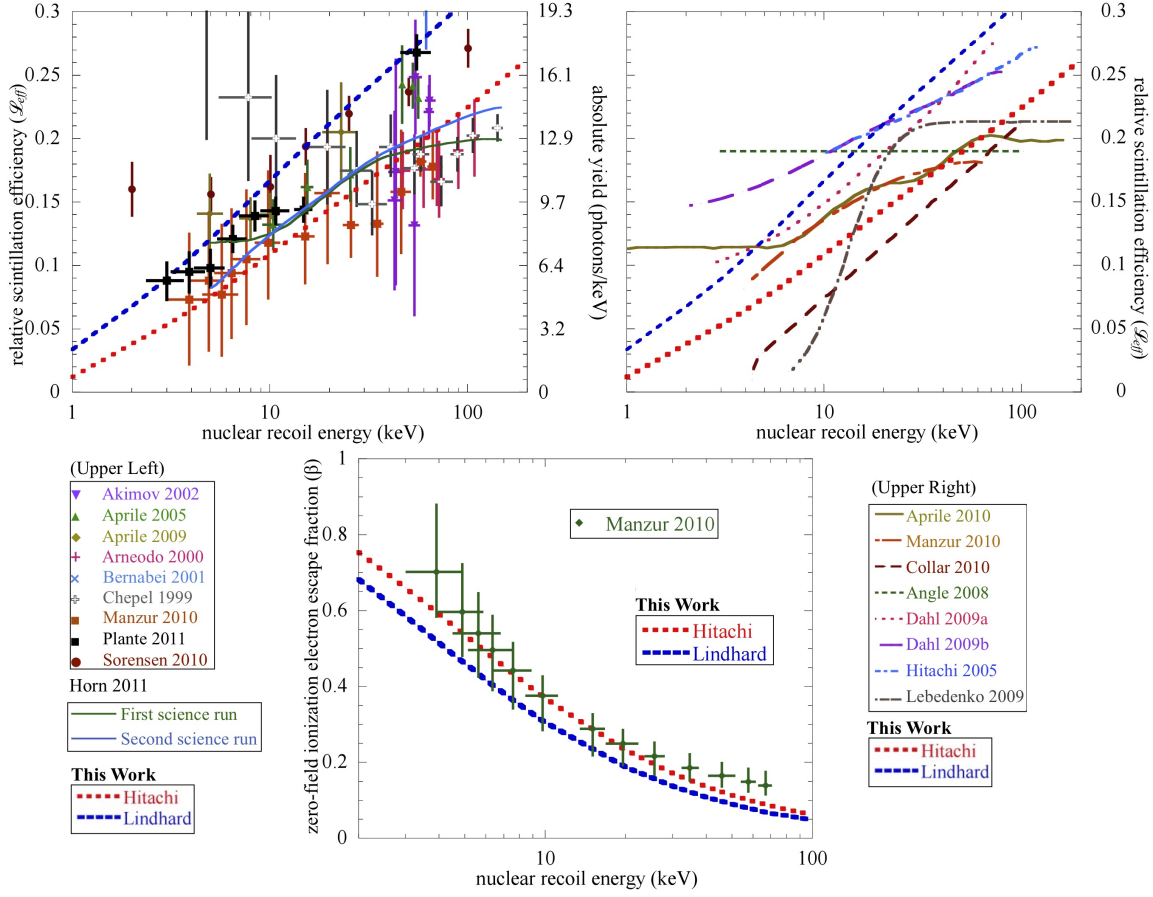 relative scintillation efficiency (ℒeff)
0.3
0.25
0.2
0.15
0.1
0.05
0
1
10
100
nuclear recoil energy (keV)
19.3
16.1
12.9
9.7
6.4
3.2
0
absolute yield (photons/keV)
1
10
100
nuclear recoil energy (keV)
0.3
0.25
0.2
0.15
0.1
0.05
0
relative scintillation efficiency (ℒeff)
(Upper Left)
Akimov 2002
Aprile 2005
Aprile 2009
Arneodo 2000
Bernabei 2001
Chepel 1999
Manzur 2010
Plante 2011
Sorensen 2010
Horn 2011
First science run
Second science run
This Work
Hitachi
Lindhard
zero-field ionization electron escape fraction (β)
1
0.8
0.6
0.4
0.2
0
10
100
nuclear recoil energy (keV)
Manzur 2010
This Work
Hitachi
Lindhard
(Upper Right)
Aprile 2010
Manzur 2010
Collar 2010
Angle 2008
Dahl 2009a
Dahl 2009b
Hitachi 2005
Lebedenko 2009
This Work
Hitachi
Lindhard